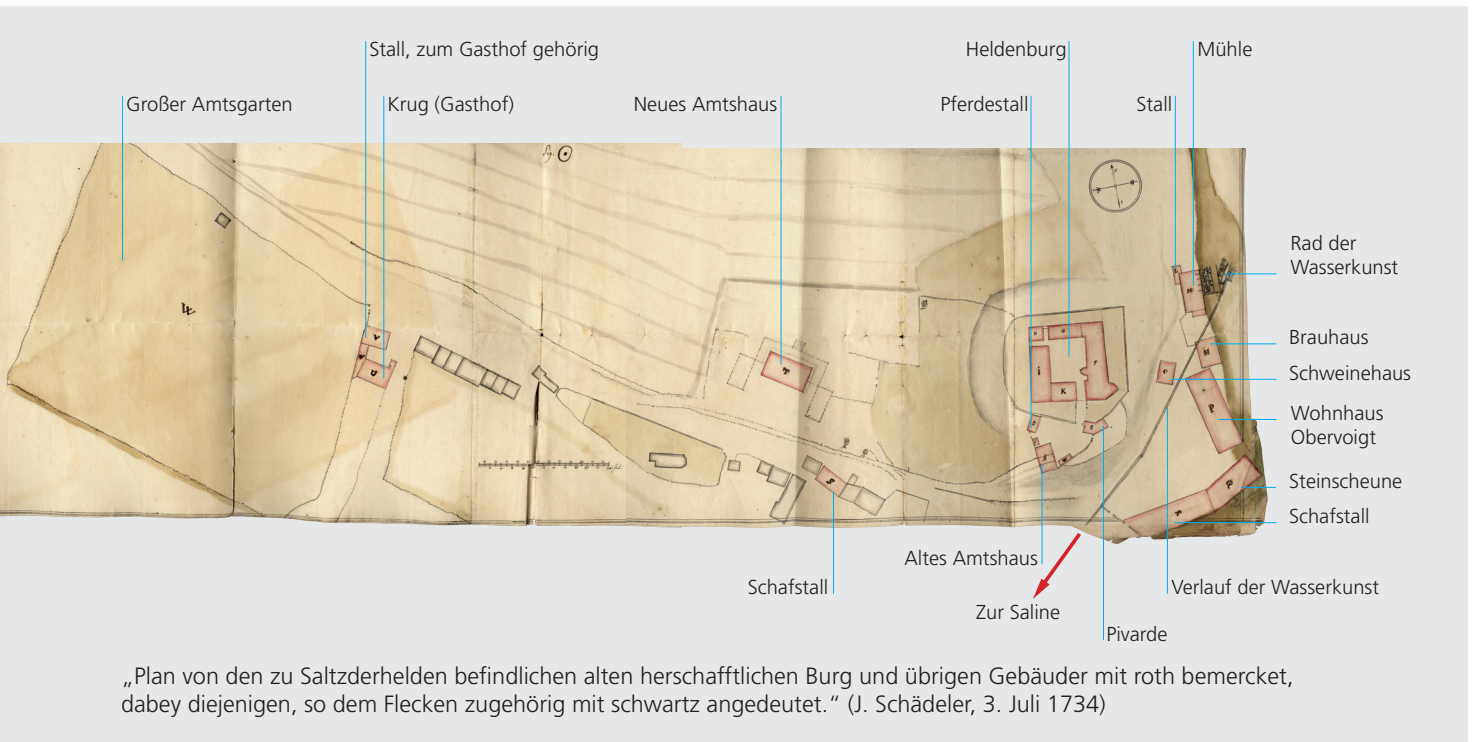 Stall, zum Gasthof gehörig
Heldenburg
Mühle
Großer Amtsgarten
Krug (Gasthof)
Neues Amtshaus
Pferdestall
Stall
Rad der
Wasserkunst
Brauhaus
Schweinehaus
Wohnhaus
Obervoigt
Steinscheune
Schafstall
Altes Amtshaus
Schafstall
Verlauf der Wasserkunst
Zur Saline
Pivarde
„Plan von den zu Saltzderhelden befindlichen alten herschafftlichen Burg und übrigen Gebäuder mit roth bemercket,
dabey diejenigen, so dem Flecken zugehörig mit schwartz angedeutet.“ (J. Schädeler, 3. Juli 1734)